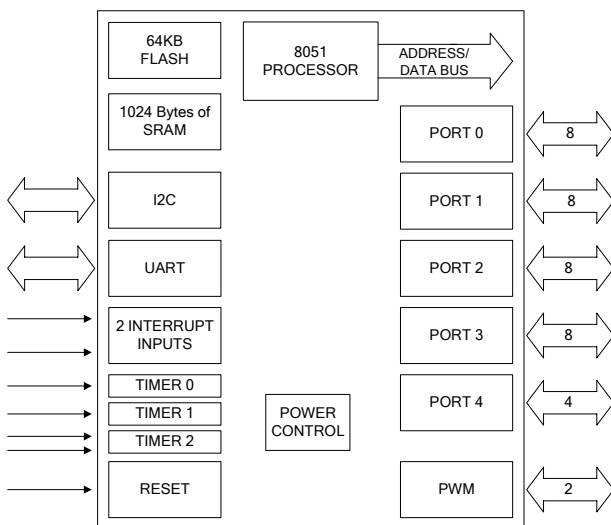 64KB
FLASH
8051
PROCESSOR
ADDRESS/
DATA BUS
1024 Bytes of
SRAM
PORT 0
8
I2C
PORT 1
8
UART
PORT 2
8
2 INTERRUPT
INPUTS
PORT 3
8
TIMER 0
TIMER 1
TIMER 2
POWER
CONTROL
PORT 4
4
RESET
PWM
2